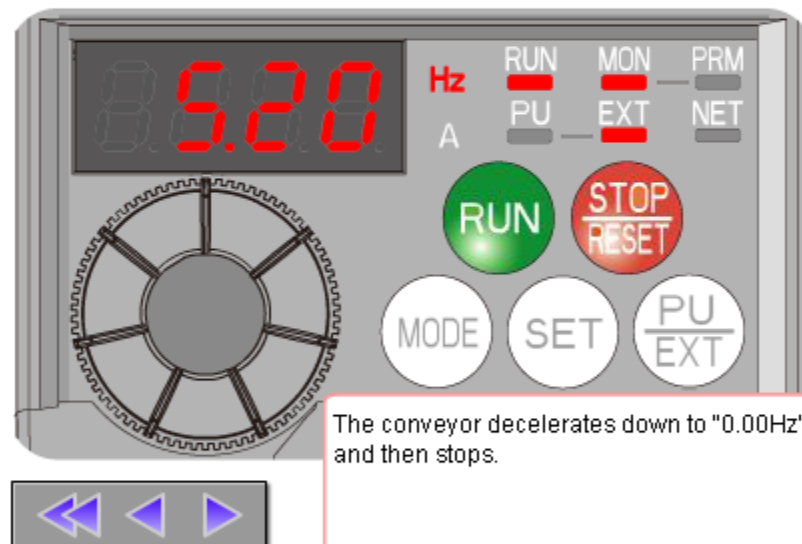 5.20
Hz
RUN MON PRM
A
PU EXT NET
RUN
STOP
RESET
MODE
SET
PU
EXT
The conveyor decelerates down to "0.00Hz"
and then stops.